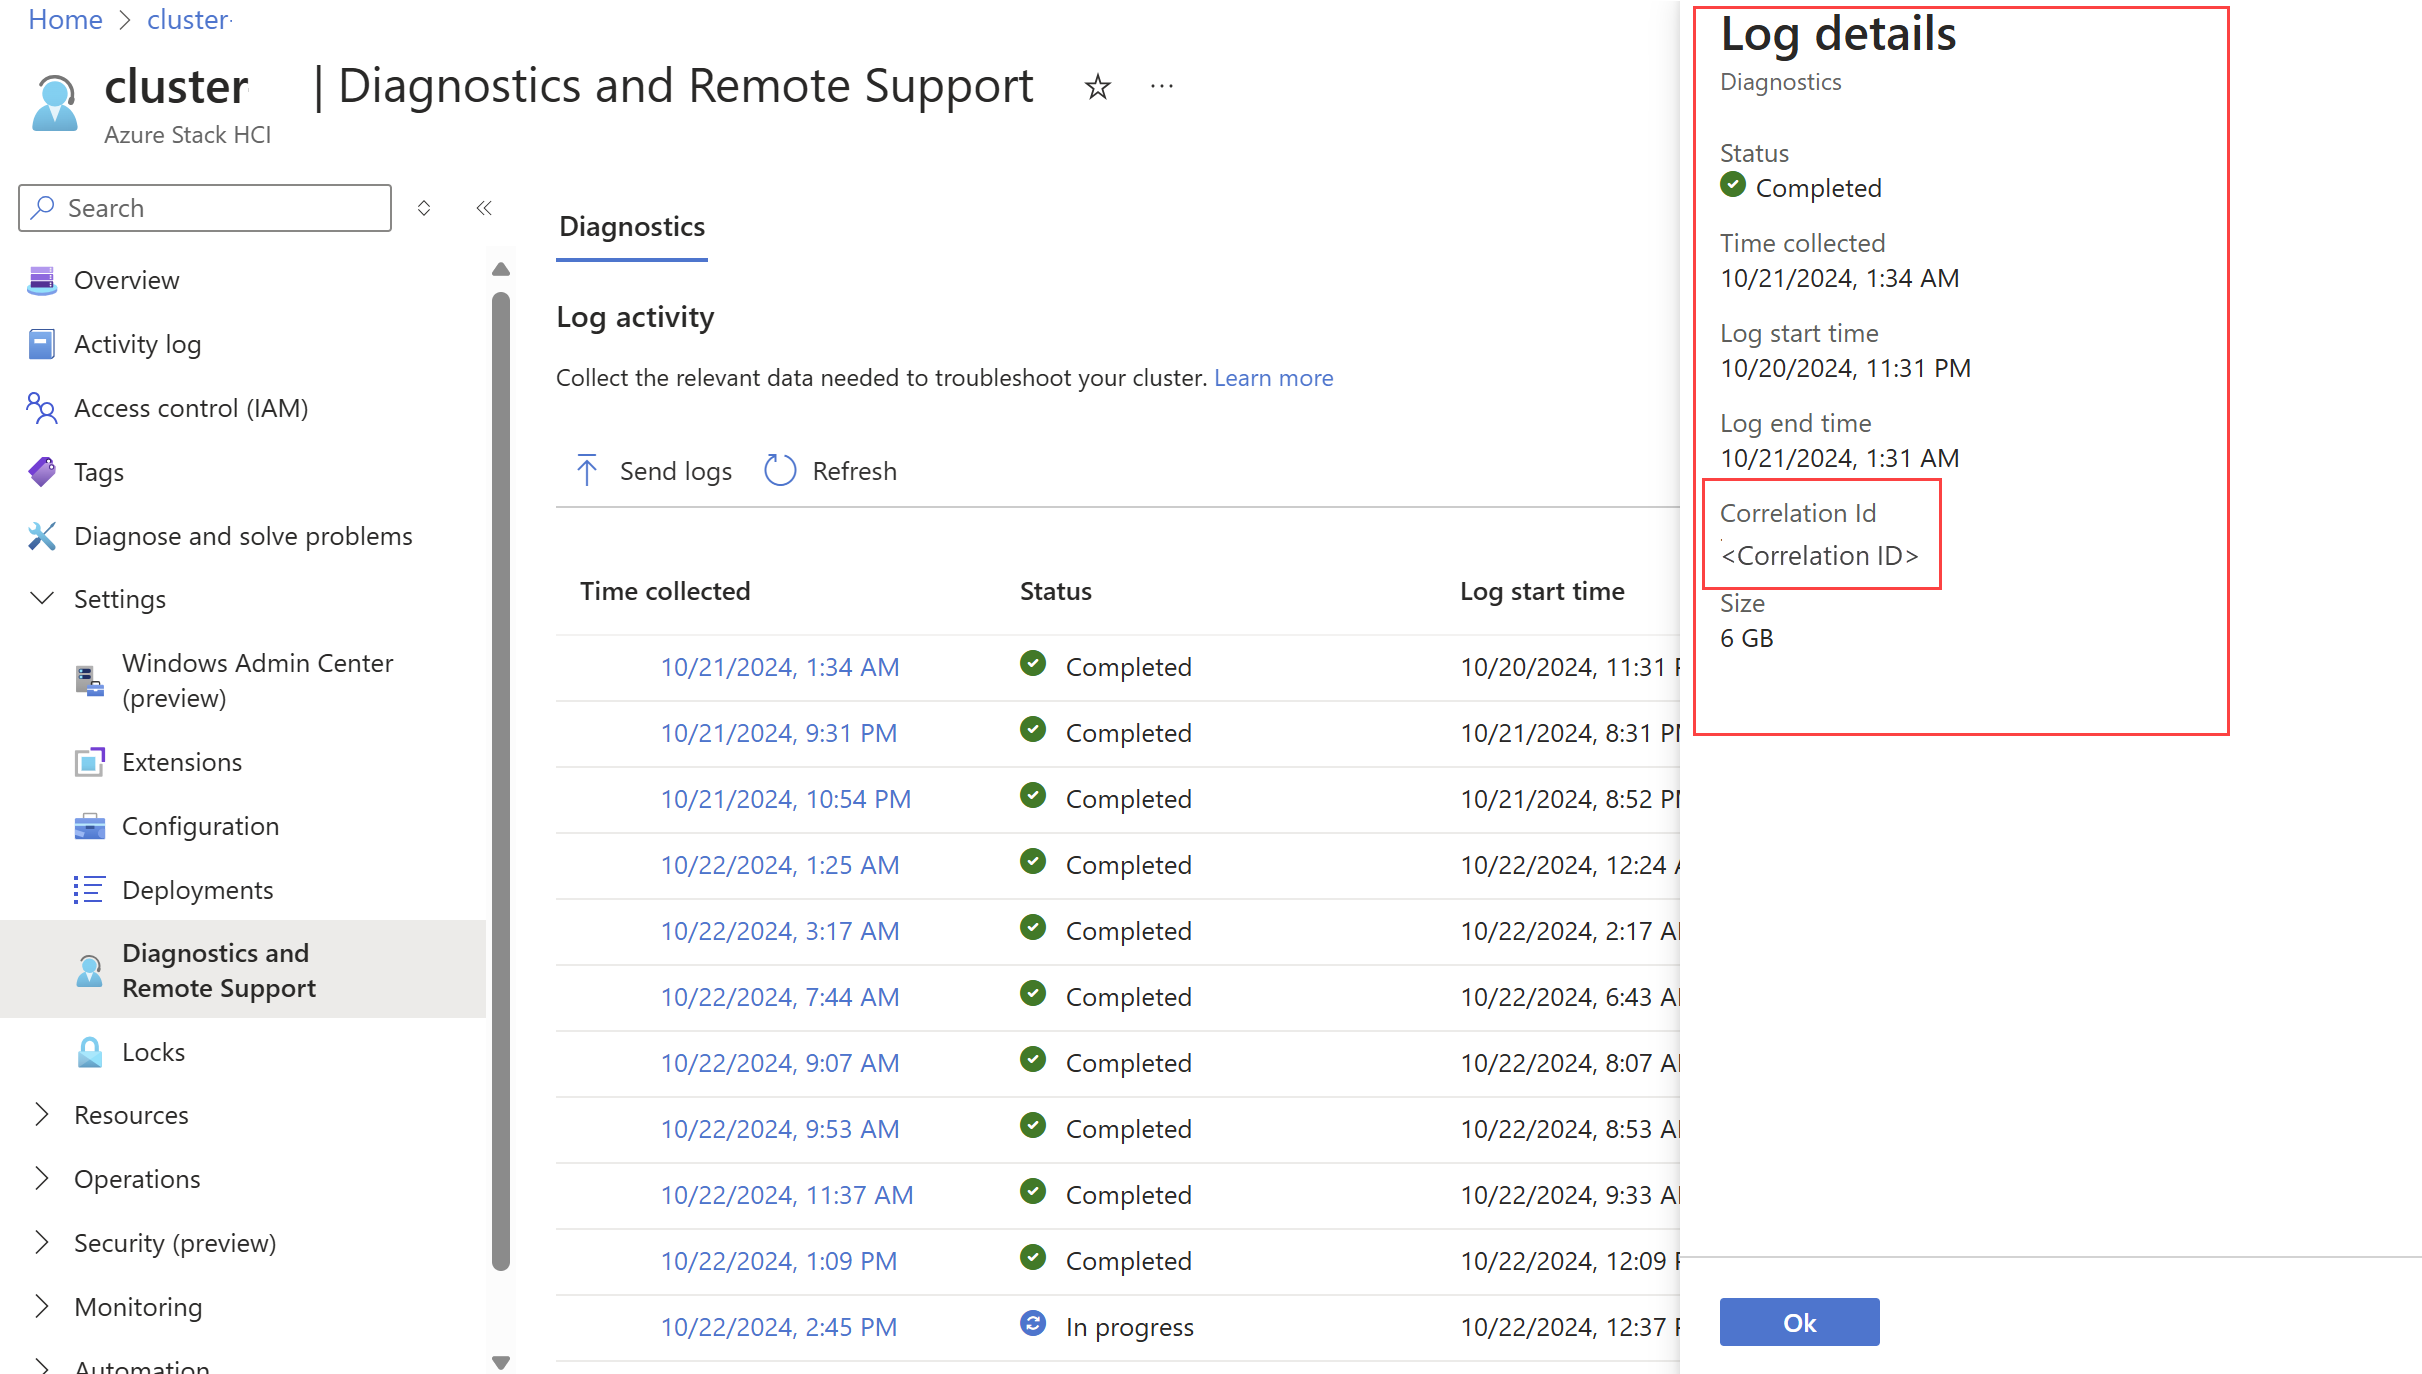 Home > cluster
cluster | Diagnostics and Remote Support
Azure Stack HCI
Search
Overview
Activity log
Access control (IAM)
Tags
Diagnose and solve problems
Settings
Windows Admin Center
(preview)
Extensions
Configuration
Deployments
Diagnostics and
Remote Support
Locks
Resources
Operations
Security (preview)
Monitoring
Automation
Diagnostics
Log activity
Collect the relevant data needed to troubleshoot your cluster. Learn more
Send logs Refresh
Time collected Status Log start time
10/21/2024, 1:34 AM Completed 10/20/2024, 11:31
10/21/2024, 9:31 PM Completed 10/21/2024, 8:31 PM
10/21/2024, 10:54 PM Completed 10/21/2024, 8:52 PM
10/22/2024, 1:25 AM Completed 10/22/2024, 12:24
10/22/2024, 3:17 AM Completed 10/22/2024, 2:17 AM
10/22/2024, 7:44 AM Completed 10/22/2024, 6:43 AM
10/22/2024, 9:07 AM Completed 10/22/2024, 8:07 AM
10/22/2024, 9:53 AM Completed 10/22/2024, 8:53 AM
10/22/2024, 11:37 AM Completed 10/22/2024, 9:33 AM
10/22/2024, 1:09 PM Completed 10/22/2024, 12:09
10/22/2024, 2:45 PM In progress 10/22/2024, 12:37
Log details
Diagnostics
Status
Completed
Time collected
10/21/2024, 1:34 AM
Log start time
10/20/2024, 11:31 PM
Log end time
10/21/2024, 1:31 AM
Correlation Id
<Correlation ID>
Size
6 GB
Ok